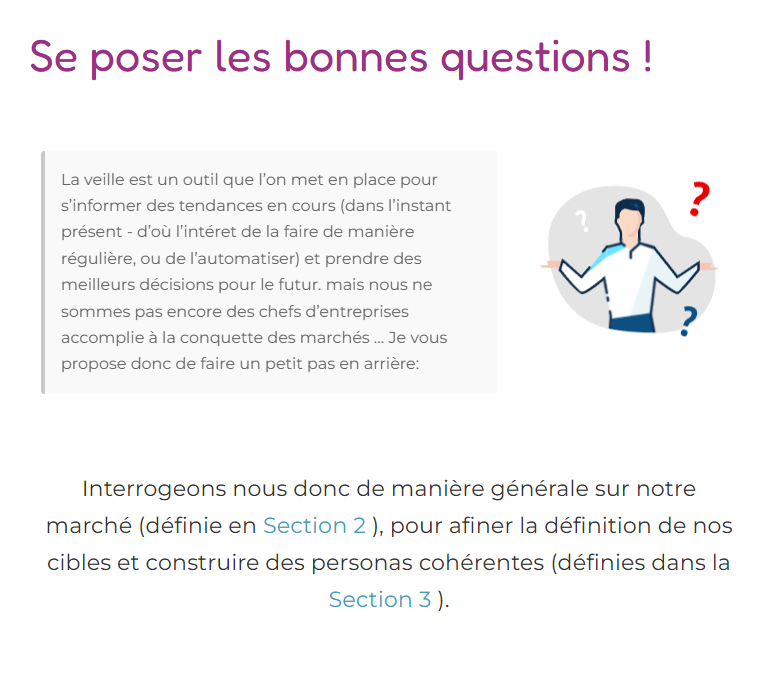 Se poser les bonnes questions !
La veille est un outil que l’on met en place pour
s’informer des tendances en cours (dans l’instant
présent - d’où l’intéret de la faire de manière
régulière, ou de l’automatiser) et prendre des
meilleurs décisions pour le futur. mais nous ne
sommes pas encore des chefs d’entreprises
accomplie à la conquette des marchés ... Je vous
propose donc de faire un petit pas en arrière:
?
?
?
Interrogeons nous donc de manière générale sur notre
marché (définie en Section 2 ), pour afiner la définition de nos
cibles et construire des personas cohérentes (définies dans la
Section 3 ).